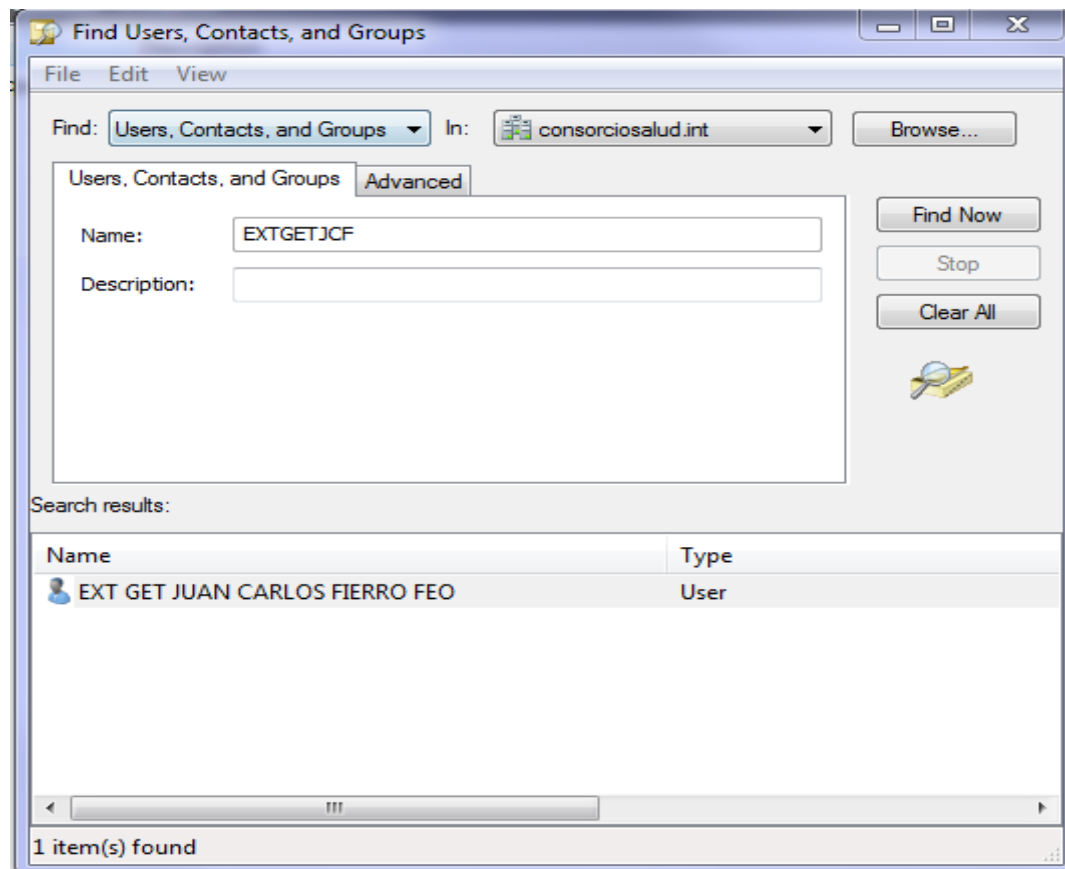 Find Users, Contacts, and Groups
File Edit View
Find: Users, Contacts, and Groups In: consorciosalud.int Browse...
Users, Contacts, and Groups Advanced
Find Now
Name: EXTGETJCF
Stop
Description:
Clear All
Search results:
Name Type
EXT GET JUAN CARLOS FIERRO FEO User
1 item(s) found